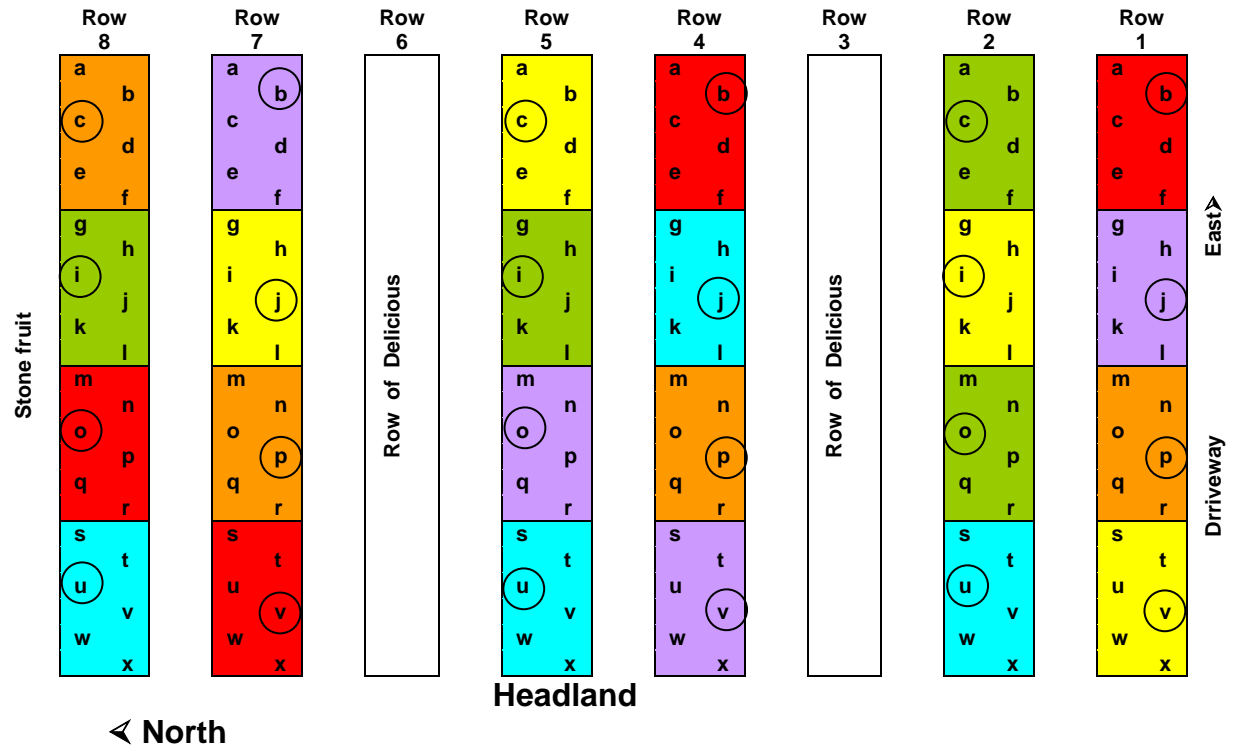 Row Row Row Row Row Row Row Row
8 7 6 5 4 3 2 1
a a a a a a
b b b b b b
c c c c c c
d d d d d d
e e e e e e
f f f f f f
g g g g g g
h h h h h h
i i i i i i
j j j j j j
k k k k k k
l l l l l l
m m m m m m
n n n n n n
o o o o o o
p p p p p p
q q q q q q
r r r r r r
s s s s s s
t t t t t t
u u u u u u
v v v v v v
w w w w w w
x x x x x x
Stone fruit
Row of Delicious
Row of Delicious
East
Drriveway
Headland
North